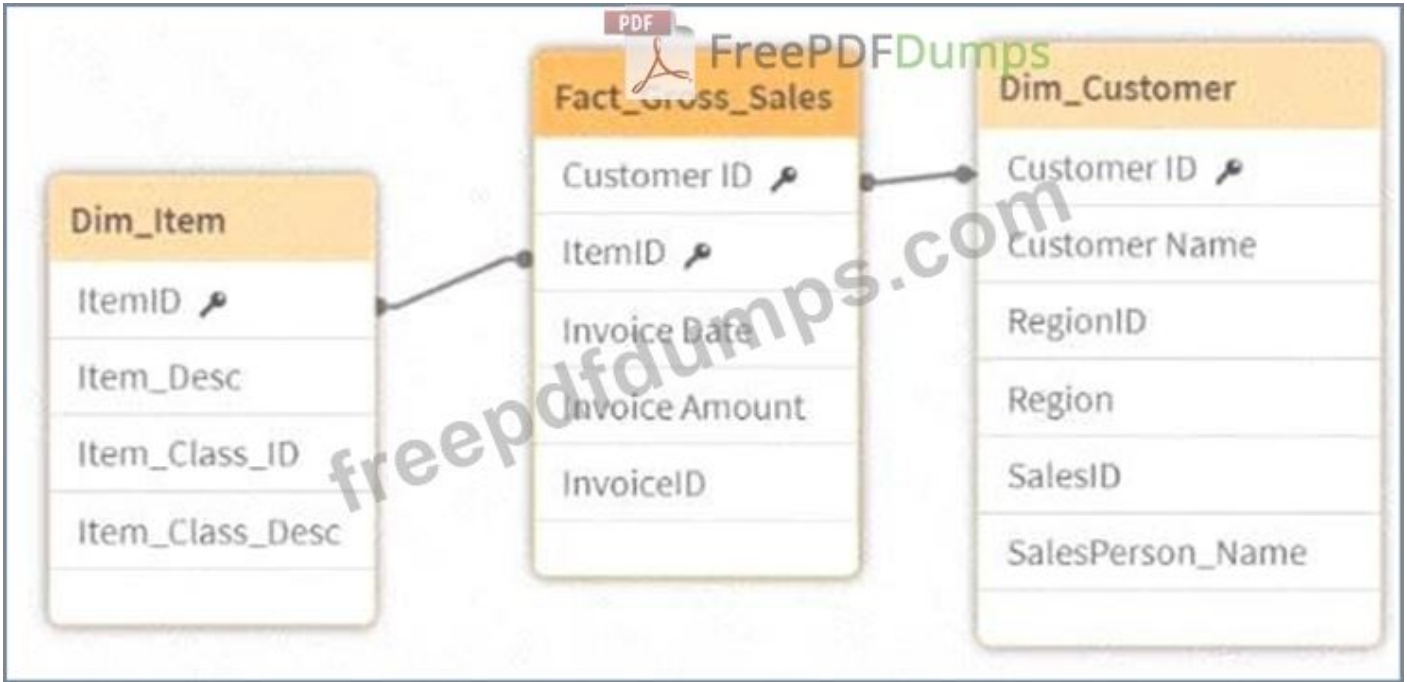 PDF
FreePDFDumps
Dim_Item
ItemID
Item_Desc
Item_Class_ID
Item_Class_Desc
Fact_Gross_Sales
Customer ID
ItemID
Invoice Date
Invoice Amount
InvoiceID
Dim_Customer
Customer ID
Customer Name
RegionID
Region
SalesID
SalesPerson_Name
freepdfdumps.com